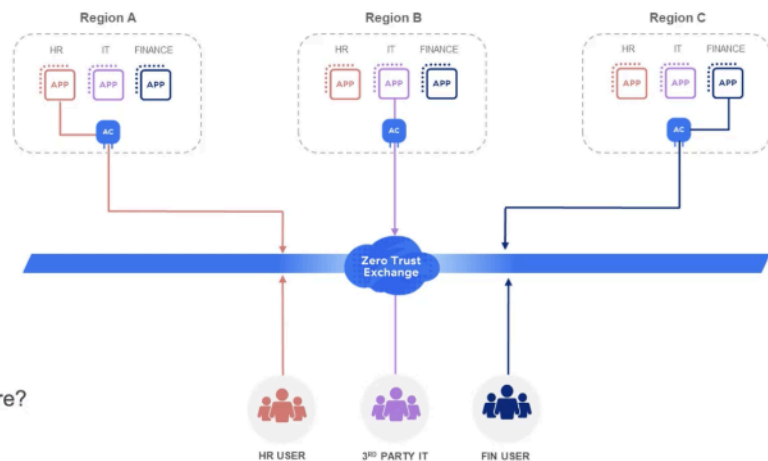 Region A
Region B
Region C
HR IT FINANCE
HR IT FINANCE
HR IT FINANCE
APP APP APP
APP APP APP
APP APP APP
AC
AC
AC
Zero Trust
Exchange
re?
HR USER
3RD PARTY IT
FIN USER